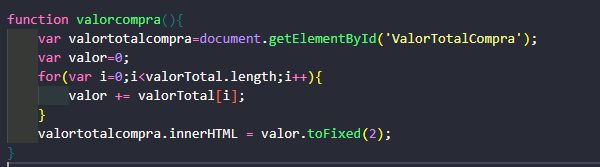 function valorcompra(){
var valortotalcompra=document.getElementById('ValorTotalCompra');
var valor=0;
for(var i=0;i<valorTotal.length;i++){
valor += valorTotal[i];
}
valortotalcompra.innerHTML = valor.toFixed(2);
}